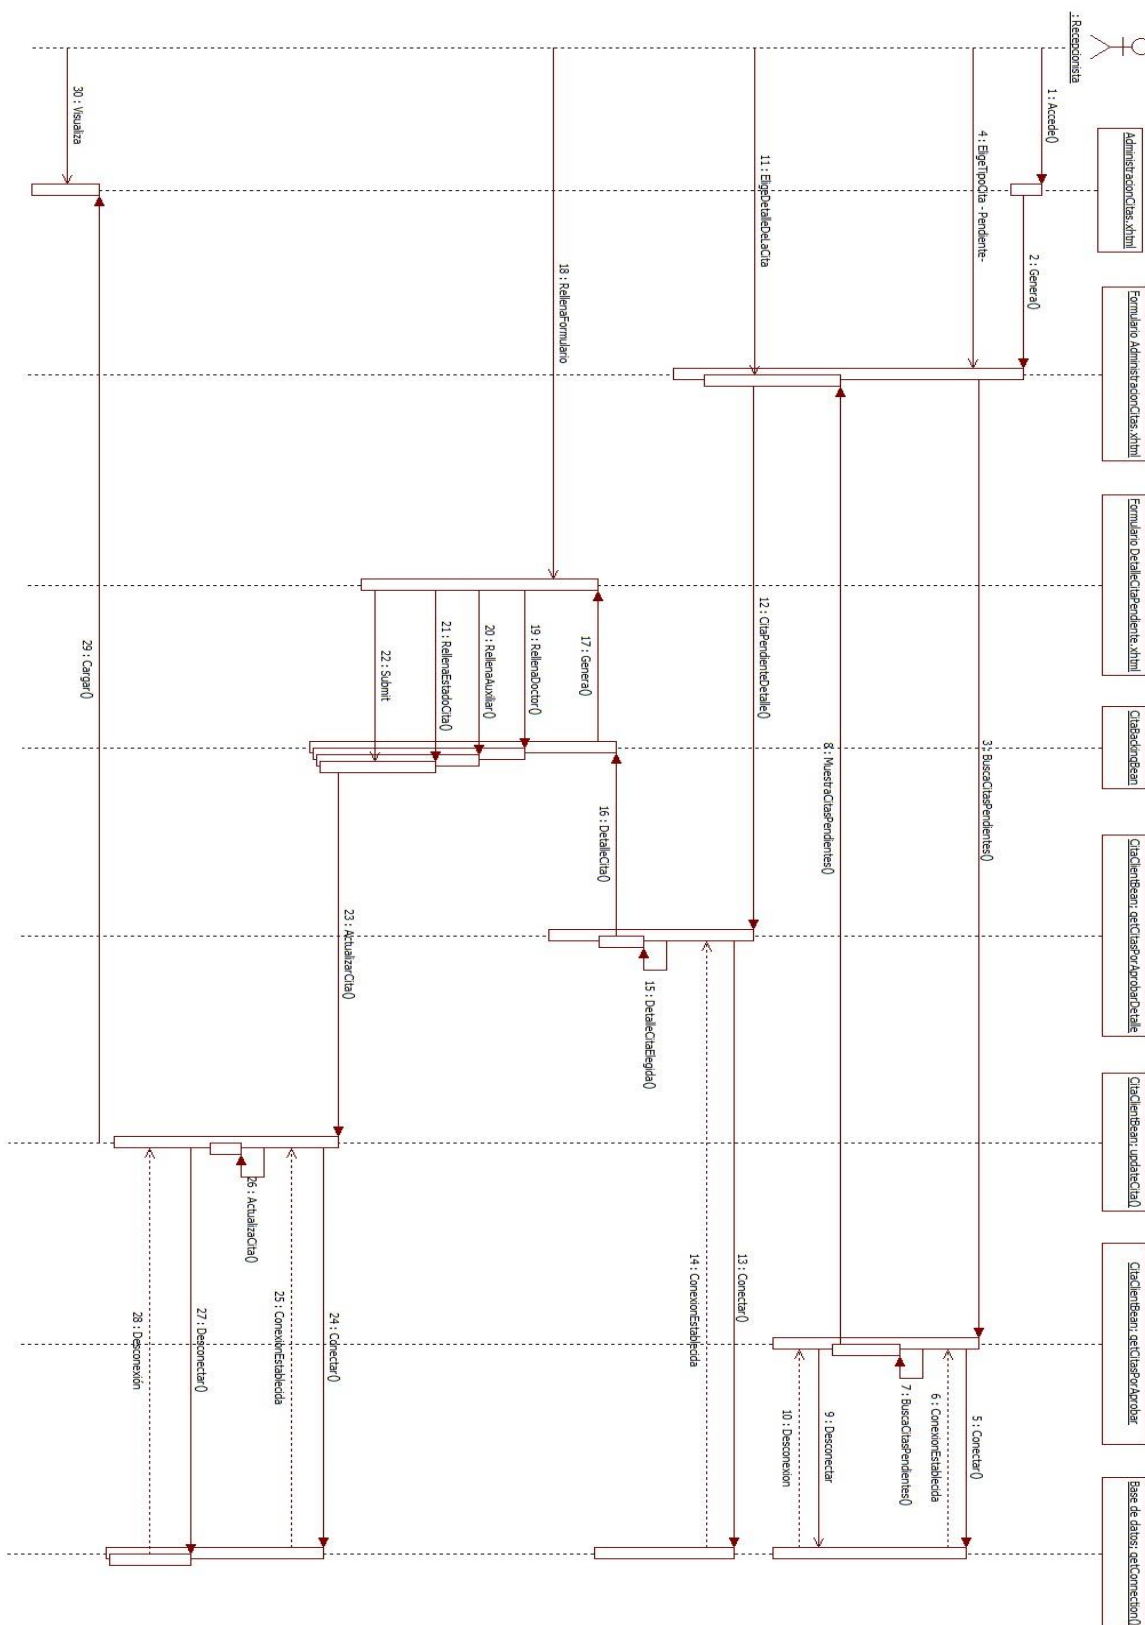 : Recepcionista
AdministracionCitas.xhtml
Formulario AdministracionCitas.xhtml
Formulario DetalleCitaPendiente.xhtml
CitaBackingBean
CitaClientBean: getCitasPorAprobarDetalle
CitaClientBean: updateCita()
CitaClientBean: getCitasPorAprobar
Base de datos: getConnection()
1 : Accede()
2 : Genera()
3 : BuscaCitasPendientes()
4 : EligeTipoCita - Pendiente-
5 : Conectar()
6 : ConexionEstablecida
7 : BuscaCitasPendientes()
8 : MuestraCitasPendientes()
9 : Desconectar
10 : Desconexion
11 : EligeDetalleDeLaCita
12 : CitaPendienteDetalle()
13 : Conectar()
14 : ConexionEstablecida
15 : DetalleCitaElegida()
16 : DetalleCita()
17 : Genera()
18 : RellenaFormulario
19 : RellenaDoctor()
20 : RellenaAuxiliar()
21 : RellenaEstadoCita()
22 : Submit
23 : ActualizarCita()
24 : Conectar()
25 : ConexionEstablecida
26 : ActualizaCita()
27 : Desconectar()
28 : Desconexión
29 : Cargar()
30 : Visualiza